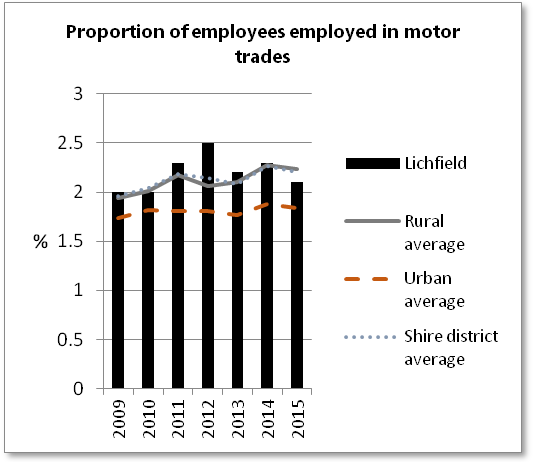 Proportion of employees employed in motor
trades
3
2.5
2
1.5
1
0.5
0
%
2009
2010
2011
2012
2013
2014
2015
Lichfield
Rural
average
Urban
average
Shire district
average